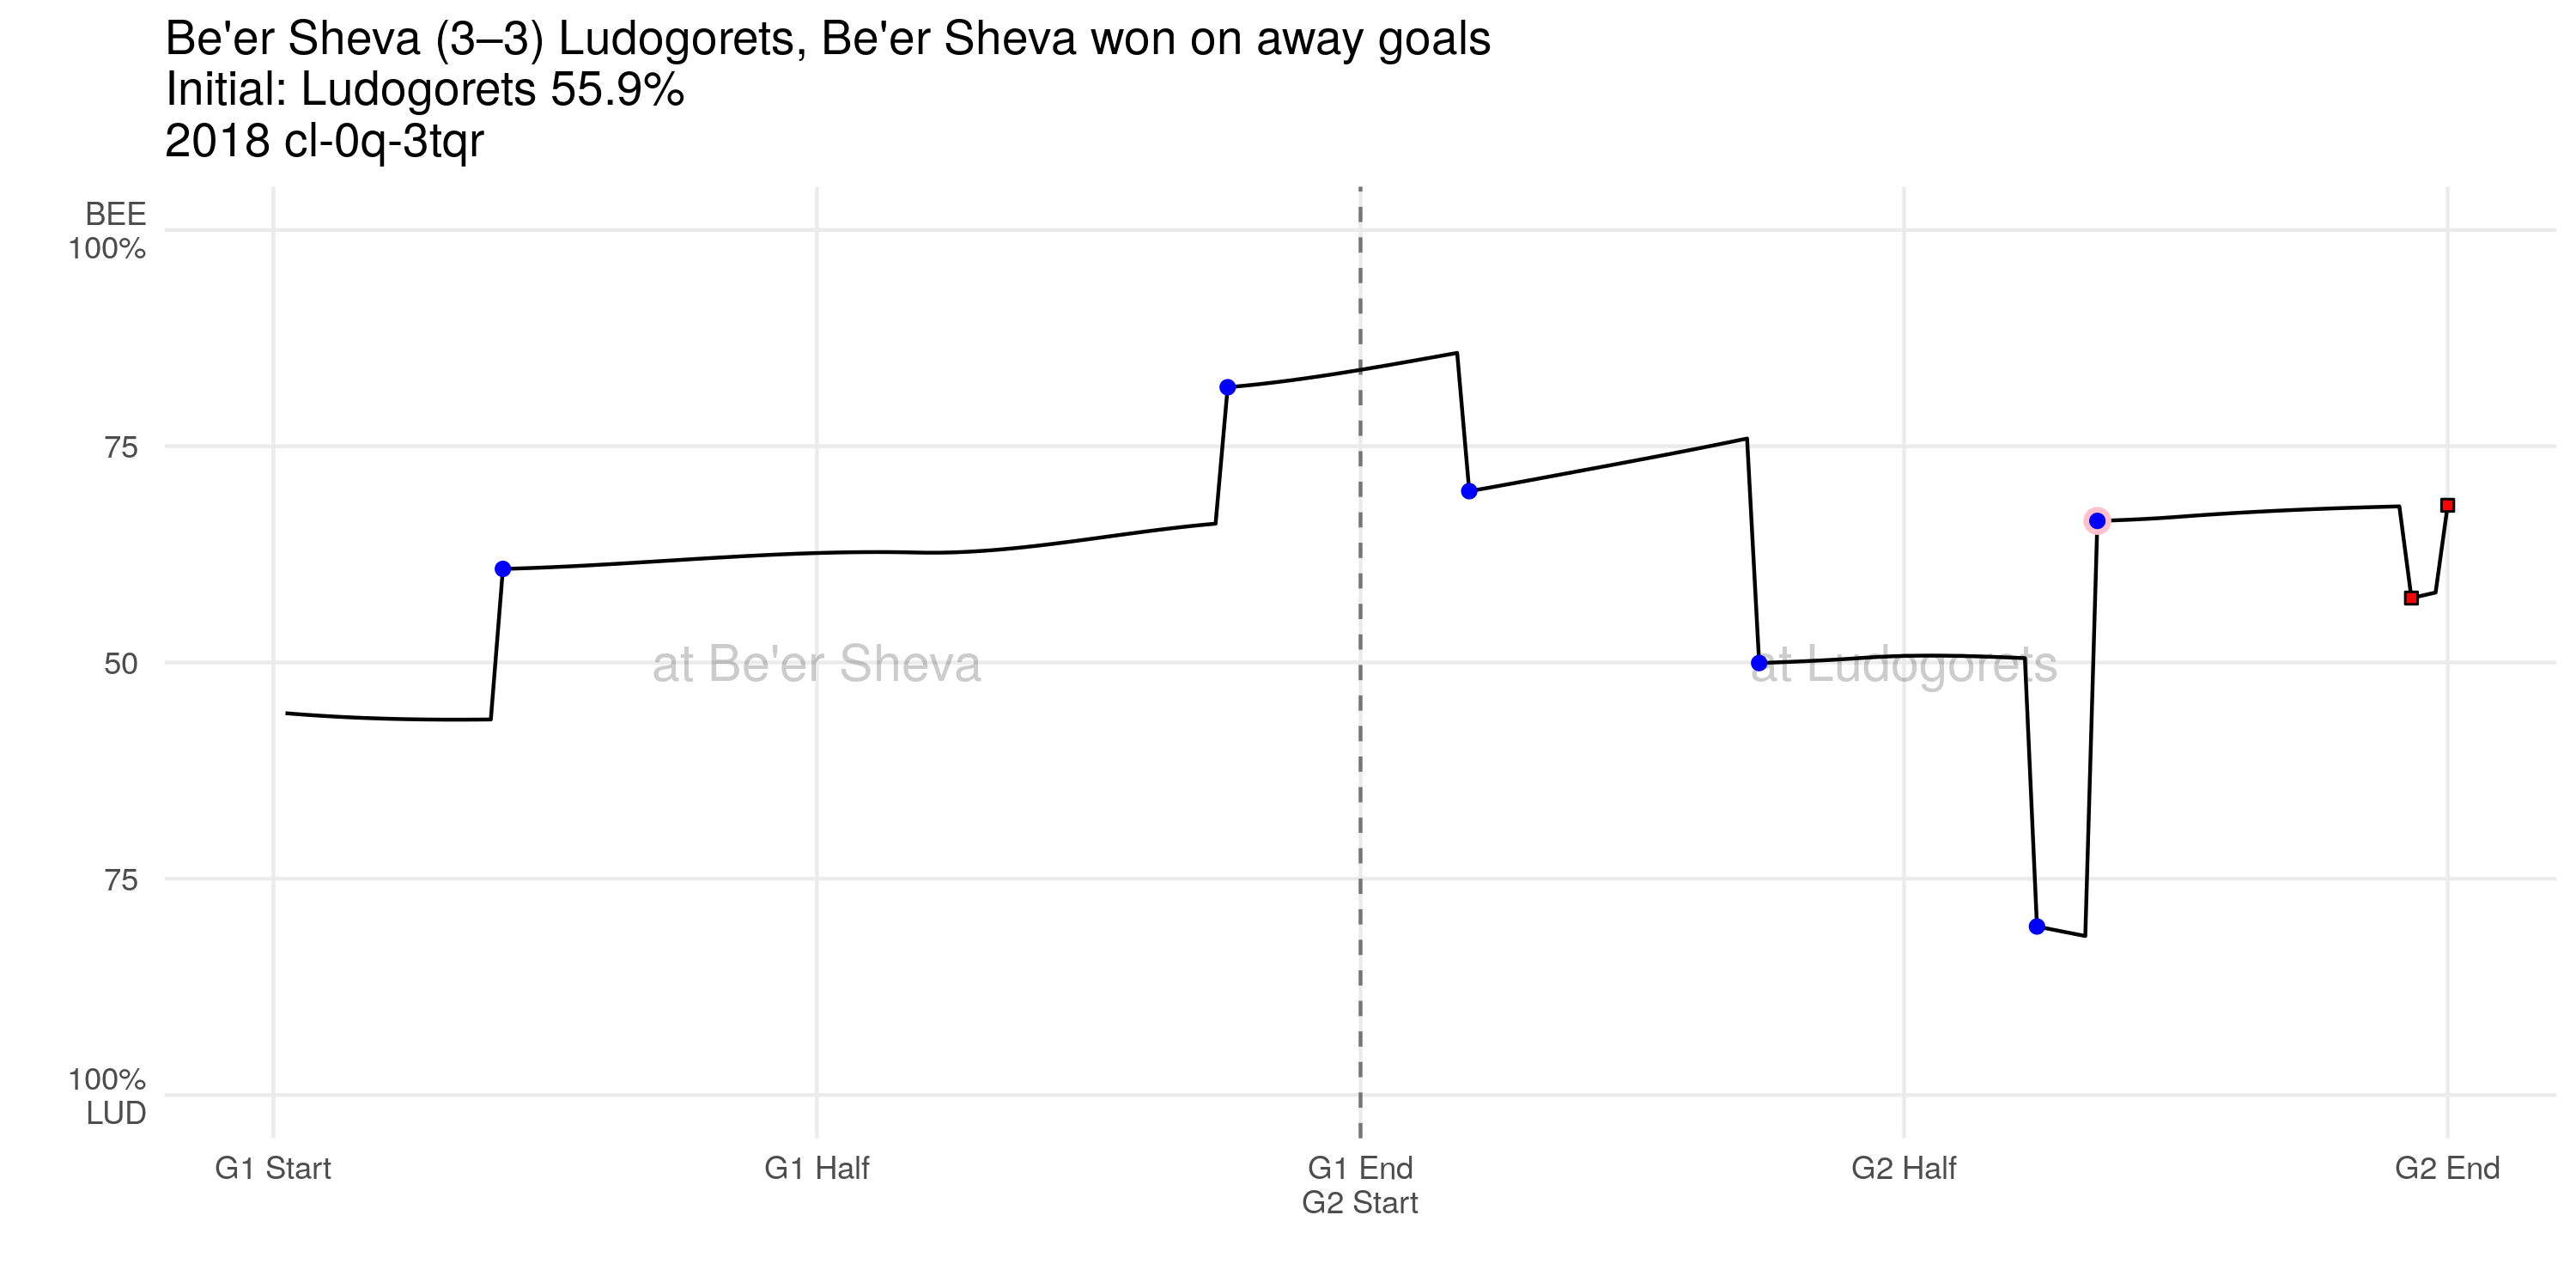 Be'er Sheva (3–3) Ludogorets, Be'er Sheva won on away goals
Initial: Ludogorets 55.9%
2018 cl-0q-3tqr
BEE
100%
75
50
75
100%
LUD
at Be'er Sheva
at Ludogorets
G1 Start
G1 Half
G1 End
G2 Start
G2 Half
G2 End